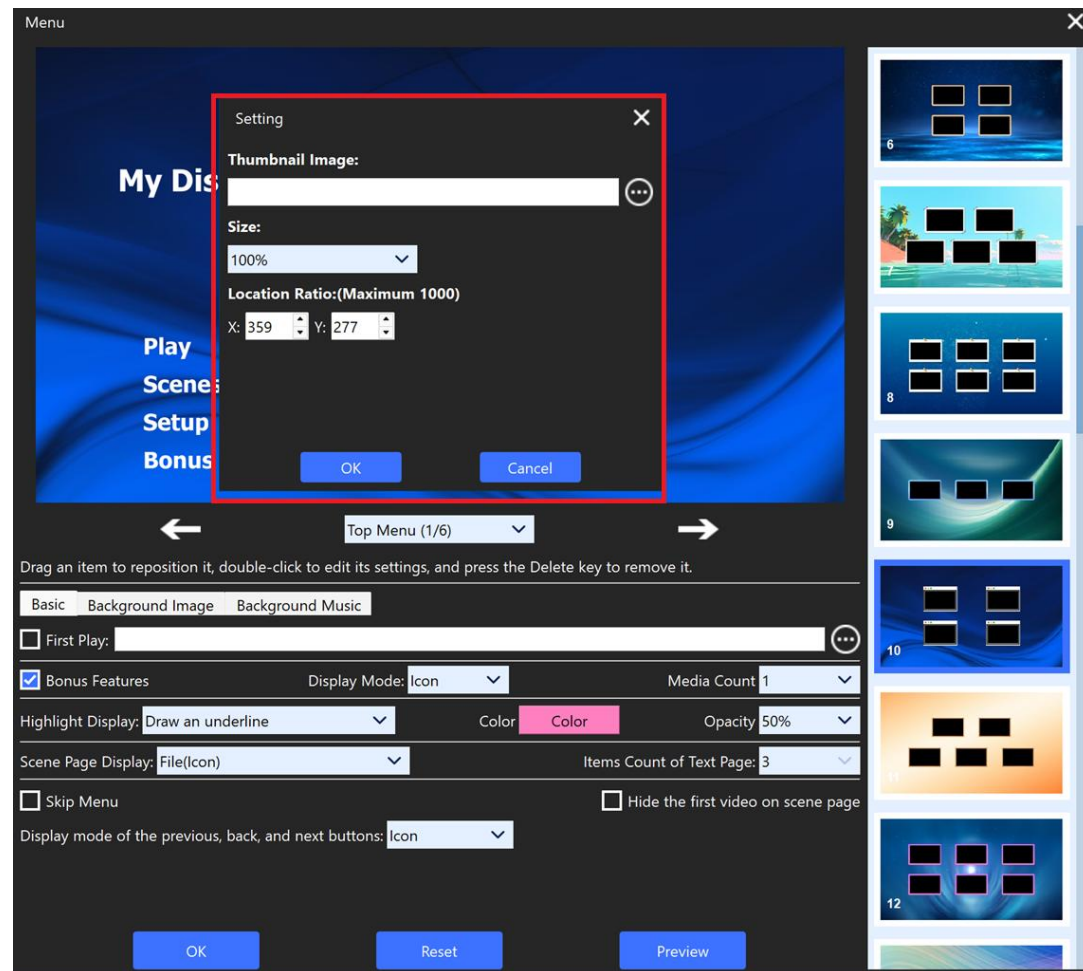 Menu
Setting
Thumbnail Image:
My Dis
Size:
100%
Location Ratio:(Maximum 1000)
X: 359 Y: 277
Play
Scenes
Setup
Bonus
OK Cancel
Top Menu (1/6)
Drag an item to reposition it, double-click to edit its settings, and press the Delete key to remove it.
Basic Background Image Background Music
First Play:
Bonus Features Display Mode: Icon Media Count 1
Highlight Display: Draw an underline Color Color Opacity 50%
Scene Page Display: File(Icon) Items Count of Text Page: 3
Skip Menu Hide the first video on scene page
Display mode of the previous, back, and next buttons: Icon
OK Reset Preview
6
7
8
9
10
11
12